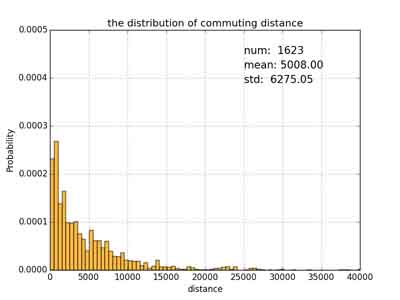 the distribution of commuting distance
0.0005
num:  1623
mean: 5008.00
std:  6275.05
0.0004
0.0003
Probability
0.0002
0.0001
0.0000
0 5000 10000 15000 20000 25000 30000 35000 40000
distance